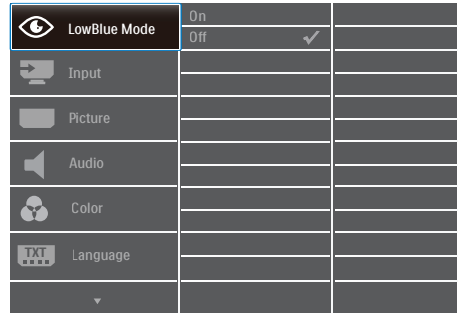 LowBlue Mode
On
Off
Input
Picture
Audio
Color
TXT
Language